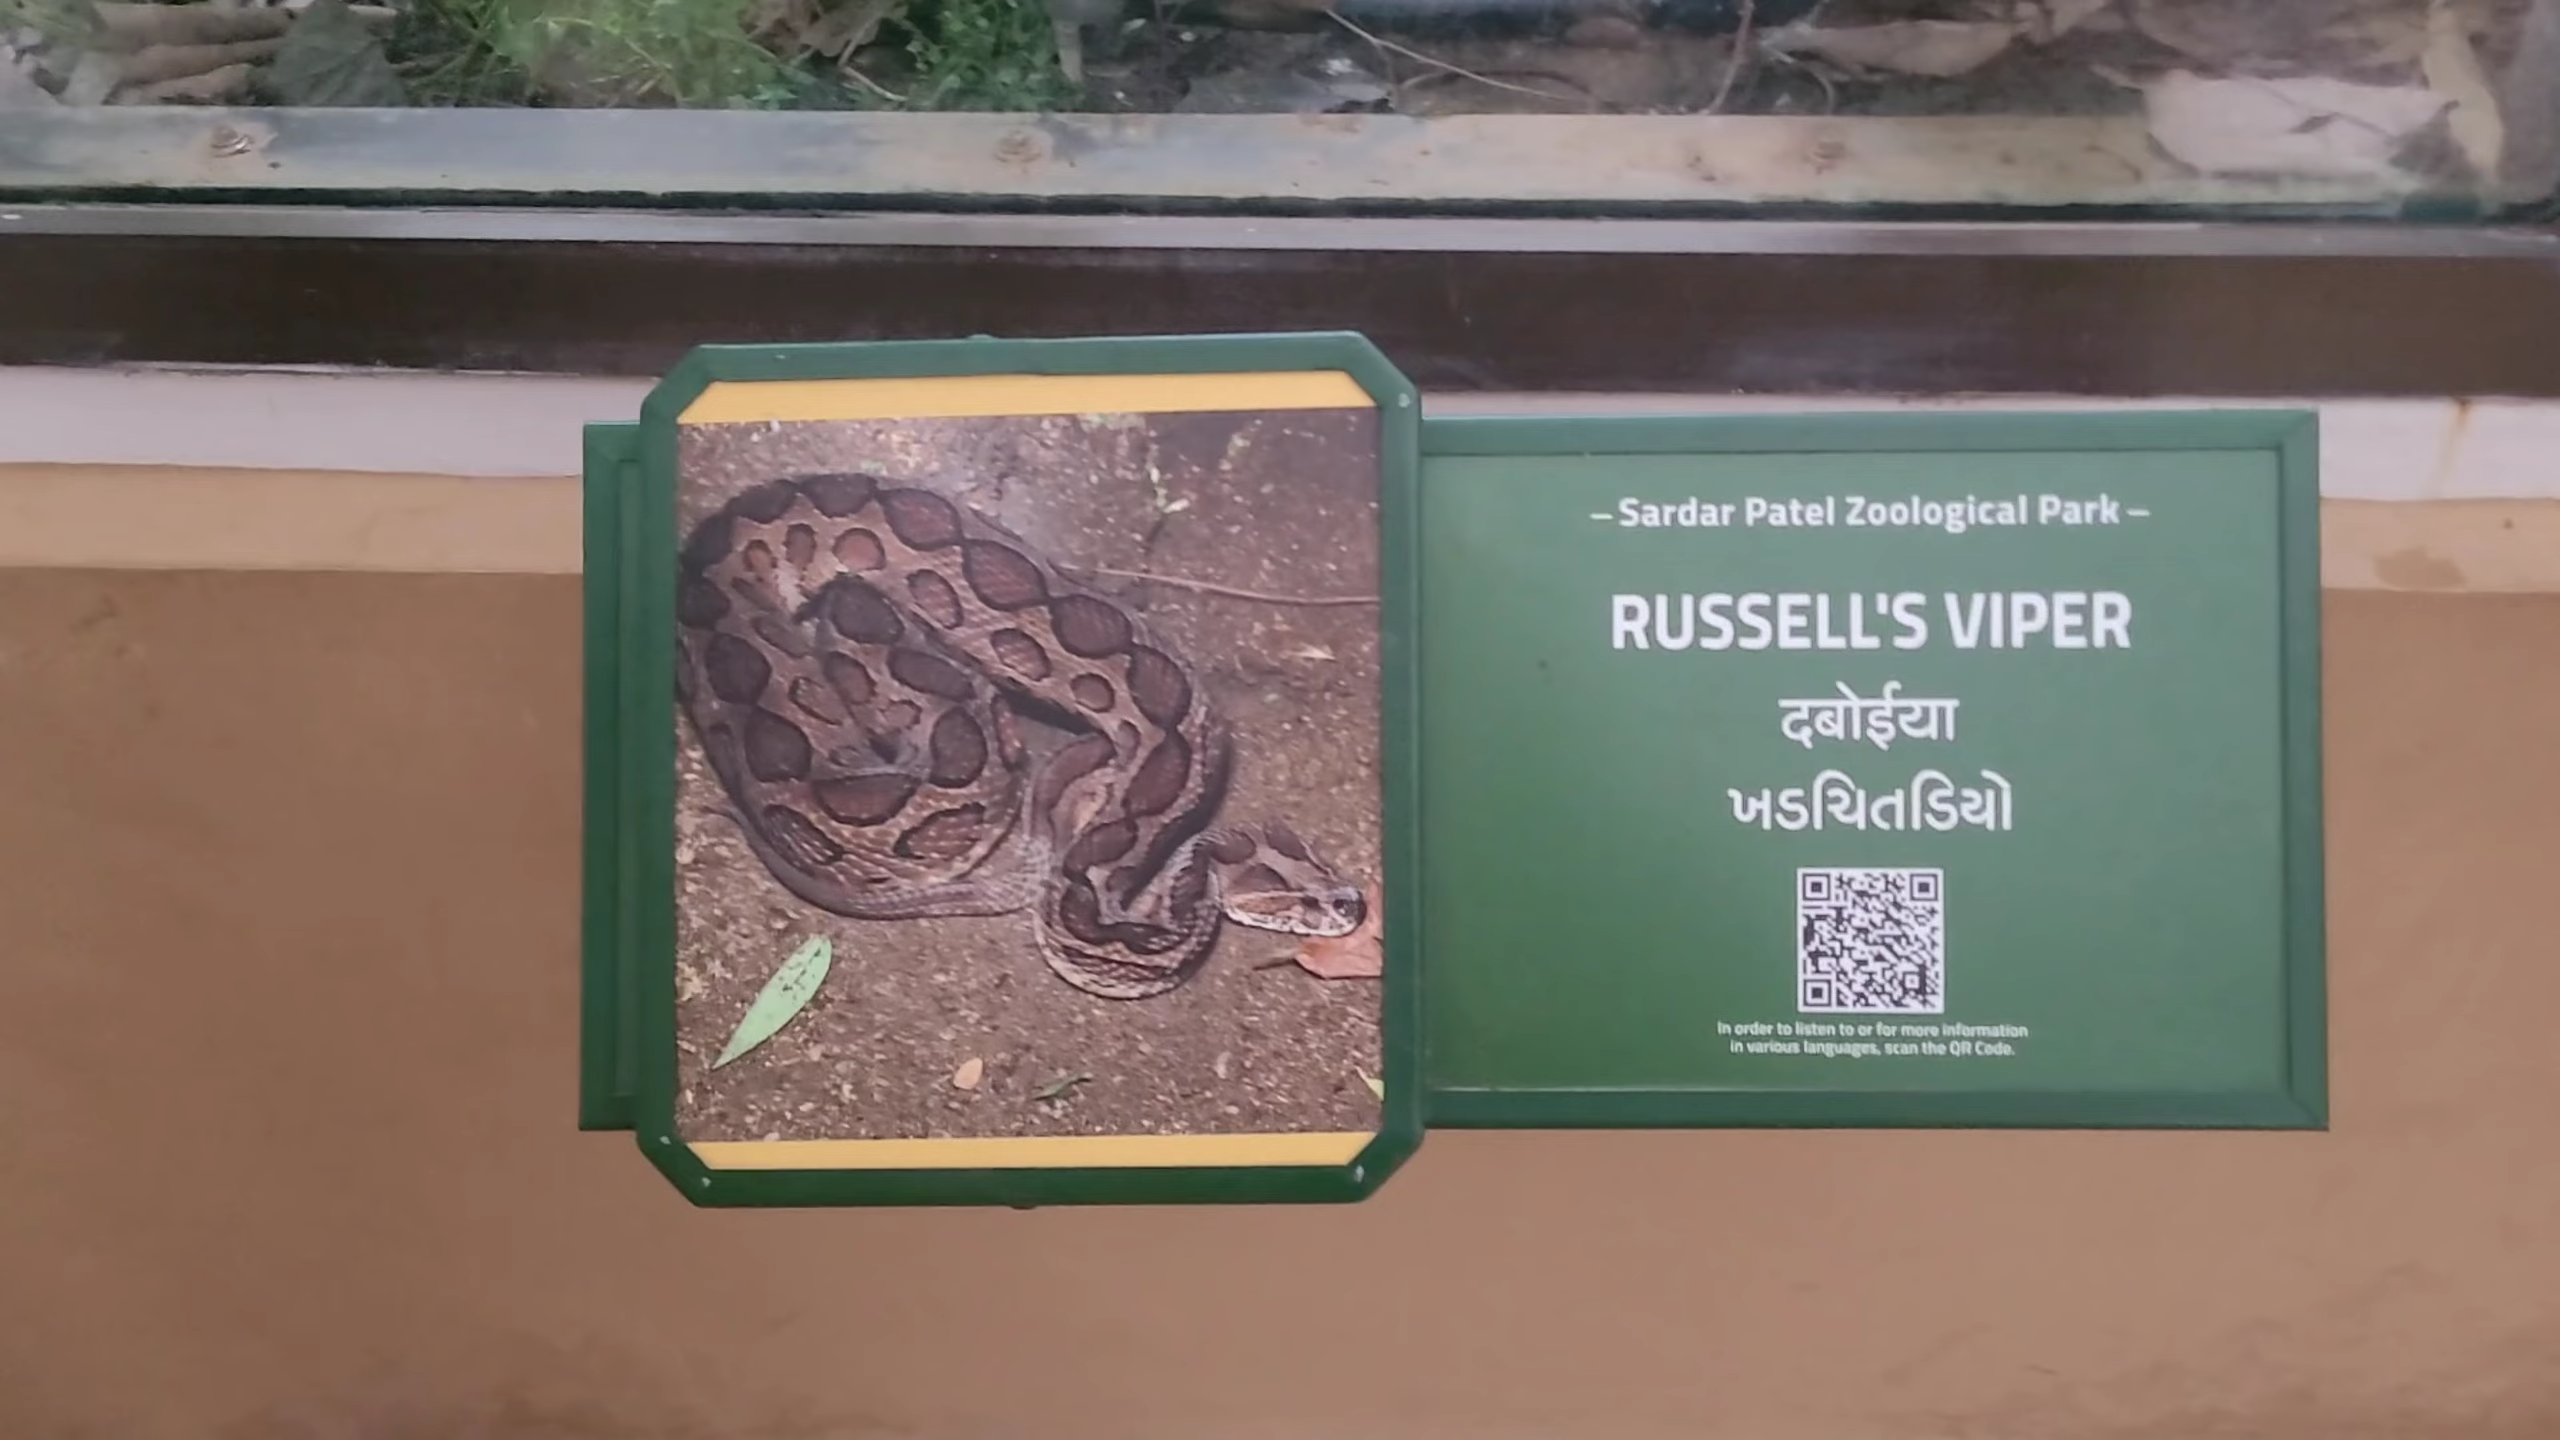 – Sardar Patel Zoological Park –
RUSSELL'S VIPER
दबोईया
ખડચિતડિયો
In order to listen to or for more information
in various languages, scan the QR Code.